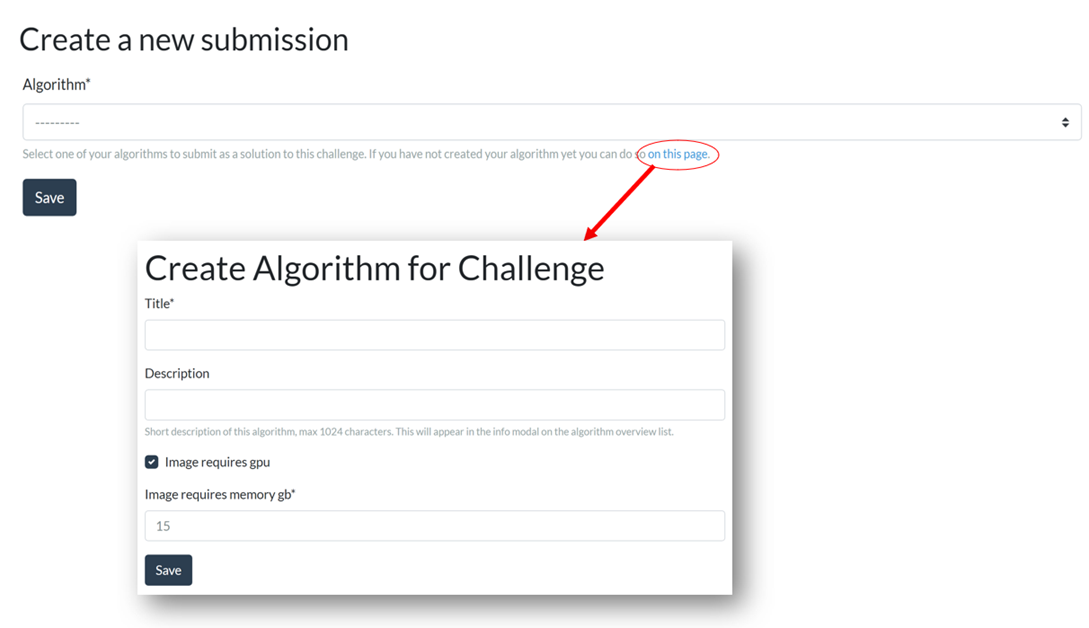 Create a new submission
Algorithm*
---------
Select one of your algorithms to submit as a solution to this challenge. If you have not created your algorithm yet you can do so on this page.
Save
Create Algorithm for Challenge
Title*
Description
Short description of this algorithm, max 1024 characters. This will appear in the info modal on the algorithm overview list.
Image requires gpu
Image requires memory gb*
15
Save